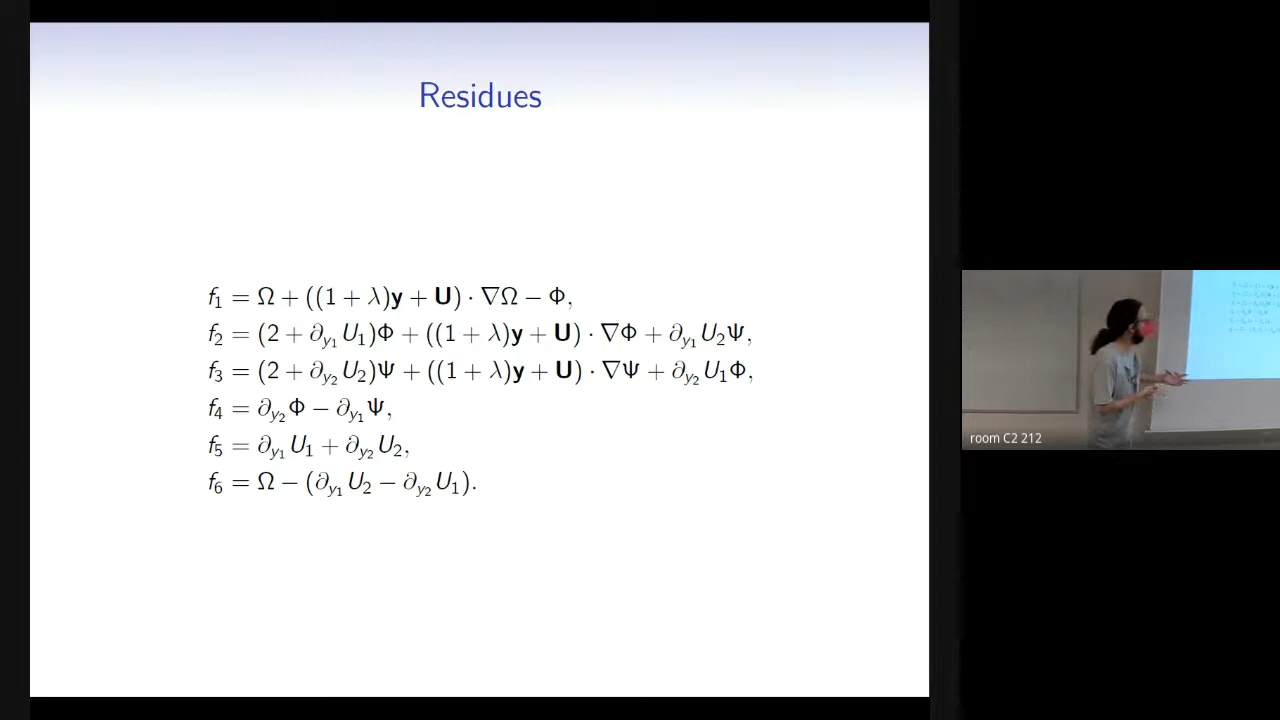 Residues
f₁ = Ω + ((1 + λ)y + U) · ∇Ω − Φ,
f₂ = (2 + ∂_{y₁}U₁)Φ + ((1 + λ)y + U) · ∇Φ + ∂_{y₁}U₂Ψ,
f₃ = (2 + ∂_{y₂}U₂)Ψ + ((1 + λ)y + U) · ∇Ψ + ∂_{y₂}U₁Φ,
f₄ = ∂_{y₂}Φ − ∂_{y₁}Ψ,
f₅ = ∂_{y₁}U₁ + ∂_{y₂}U₂,
f₆ = Ω − (∂_{y₁}U₂ − ∂_{y₂}U₁).
room C2 212